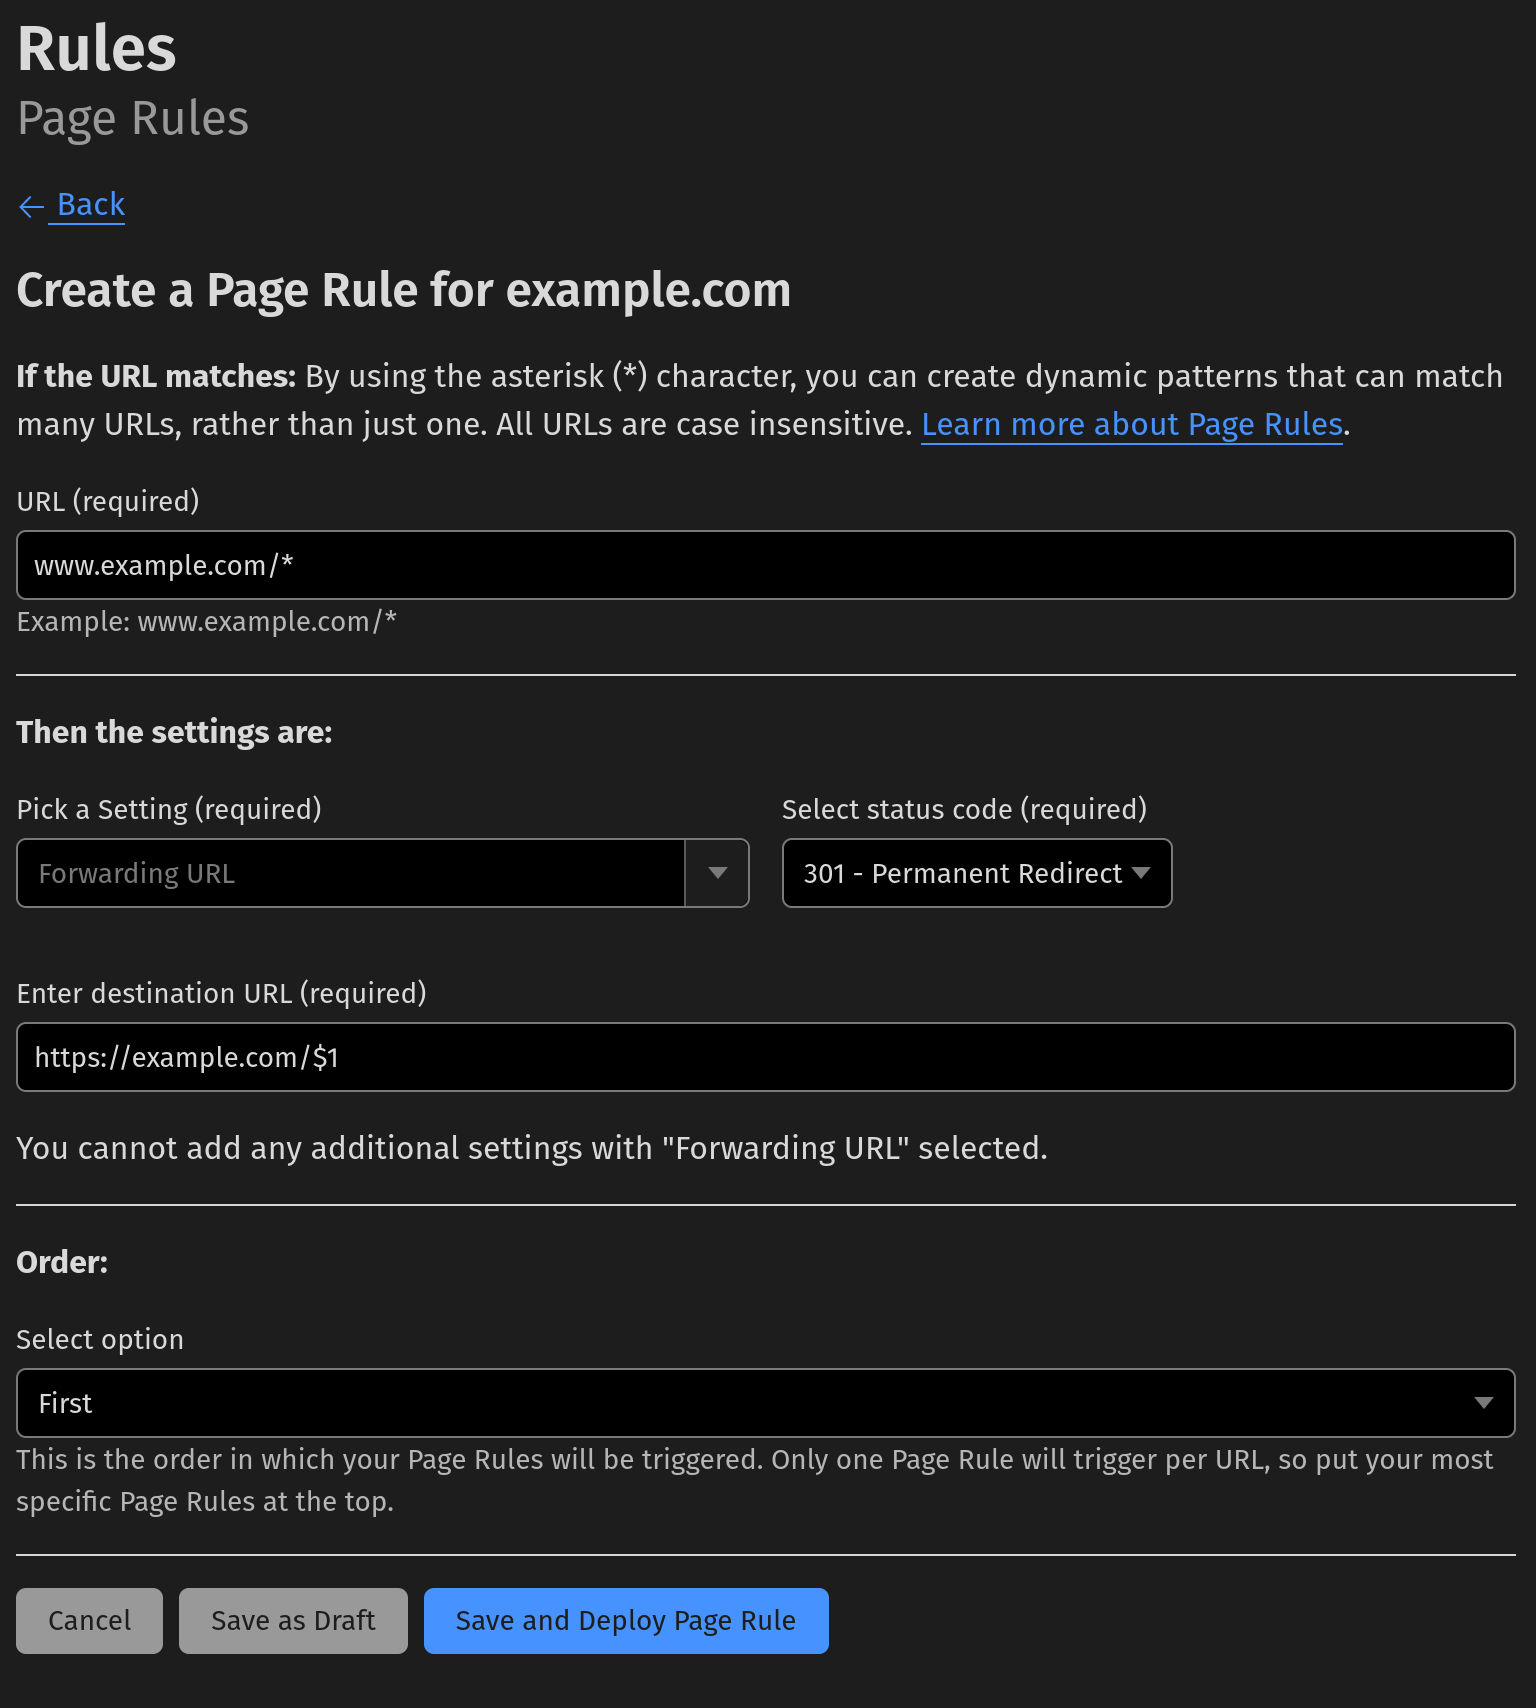 Rules
Page Rules
← Back
Create a Page Rule for example.com
If the URL matches: By using the asterisk (*) character, you can create dynamic patterns that can match
many URLs, rather than just one. All URLs are case insensitive. Learn more about Page Rules.
URL (required)
www.example.com/*
Example: www.example.com/*
Then the settings are:
Pick a Setting (required) Select status code (required)
Forwarding URL 301 - Permanent Redirect
Enter destination URL (required)
https://example.com/$1
You cannot add any additional settings with "Forwarding URL" selected.
Order:
Select option
First
This is the order in which your Page Rules will be triggered. Only one Page Rule will trigger per URL, so put your most
specific Page Rules at the top.
Cancel Save as Draft Save and Deploy Page Rule